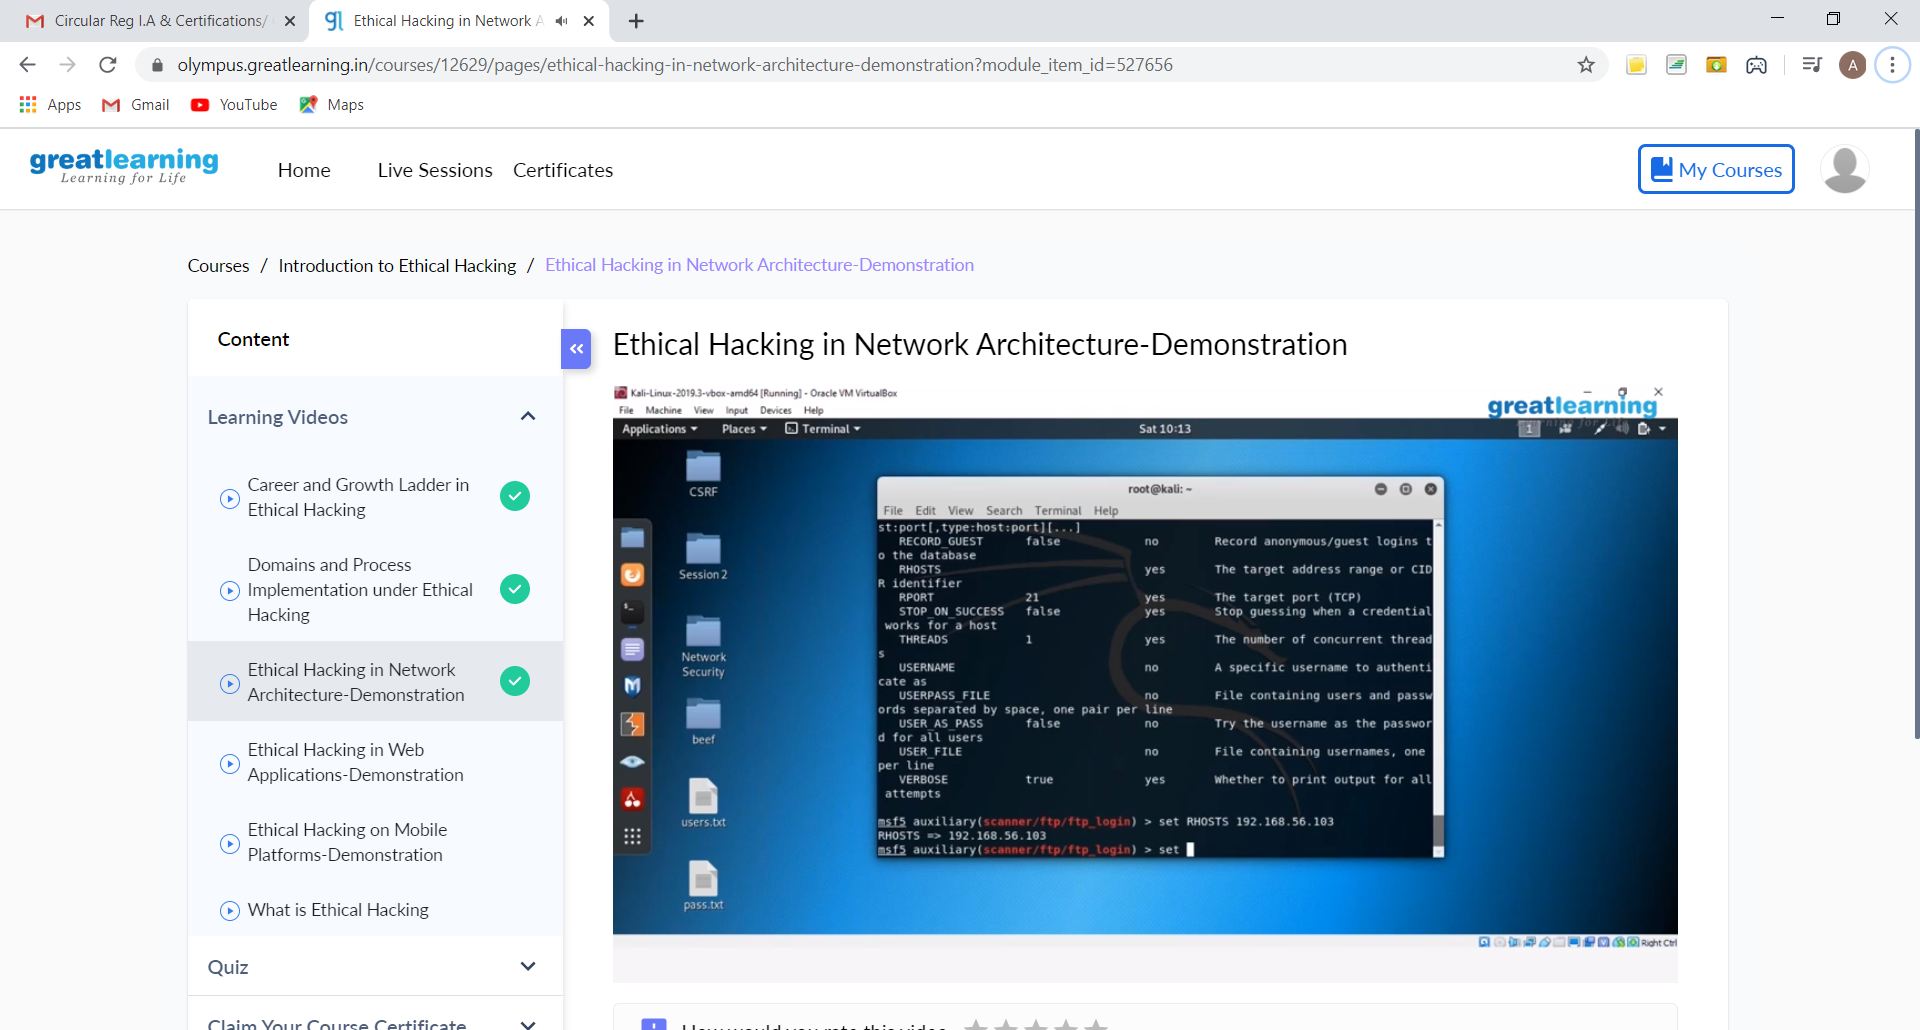 Circular Reg I.A & Certifications/
Ethical Hacking in Network A
olympus.greatlearning.in/courses/12629/pages/ethical-hacking-in-network-architecture-demonstration?module_item_id=527656
A
Apps Gmail YouTube Maps
greatlearning
Learning for Life
Home Live Sessions Certificates
My Courses
Courses / Introduction to Ethical Hacking / Ethical Hacking in Network Architecture-Demonstration
Content
Learning Videos
Career and Growth Ladder in
Ethical Hacking
Domains and Process
Implementation under Ethical
Hacking
Ethical Hacking in Network
Architecture-Demonstration
Ethical Hacking in Web
Applications-Demonstration
Ethical Hacking on Mobile
Platforms-Demonstration
What is Ethical Hacking
Quiz
Claim Your Course Certificate
Ethical Hacking in Network Architecture-Demonstration
Kali-Linux-2019.3-vbox-amd64 [Running] - Oracle VM VirtualBox
File Machine View Input Devices Help
greatlearning
Applications Places Terminal Sat 10:13 1
CSRF
Session 2
Network
Security
beef
users.txt
pass.txt
root@kali: ~
File Edit View Search Terminal Help
st:port[,type:host:port][...]
RECORD_GUEST false no Record anonymous/guest logins t
o the database
RHOSTS yes The target address range or CID
R identifier
RPORT 21 yes The target port (TCP)
STOP_ON_SUCCESS false yes Stop guessing when a credential
works for a host
THREADS 1 yes The number of concurrent thread
s
USERNAME no A specific username to authenti
cate as
USERPASS_FILE no File containing users and passw
ords separated by space, one pair per line
USER_AS_PASS false no Try the username as the passwor
d for all users
USER_FILE no File containing usernames, one
per line
VERBOSE true yes Whether to print output for all
attempts
msf5 auxiliary(scanner/ftp/ftp_login) > set RHOSTS 192.168.56.103
RHOSTS => 192.168.56.103
msf5 auxiliary(scanner/ftp/ftp_login) > set
Right Ctrl
How would you rate this video